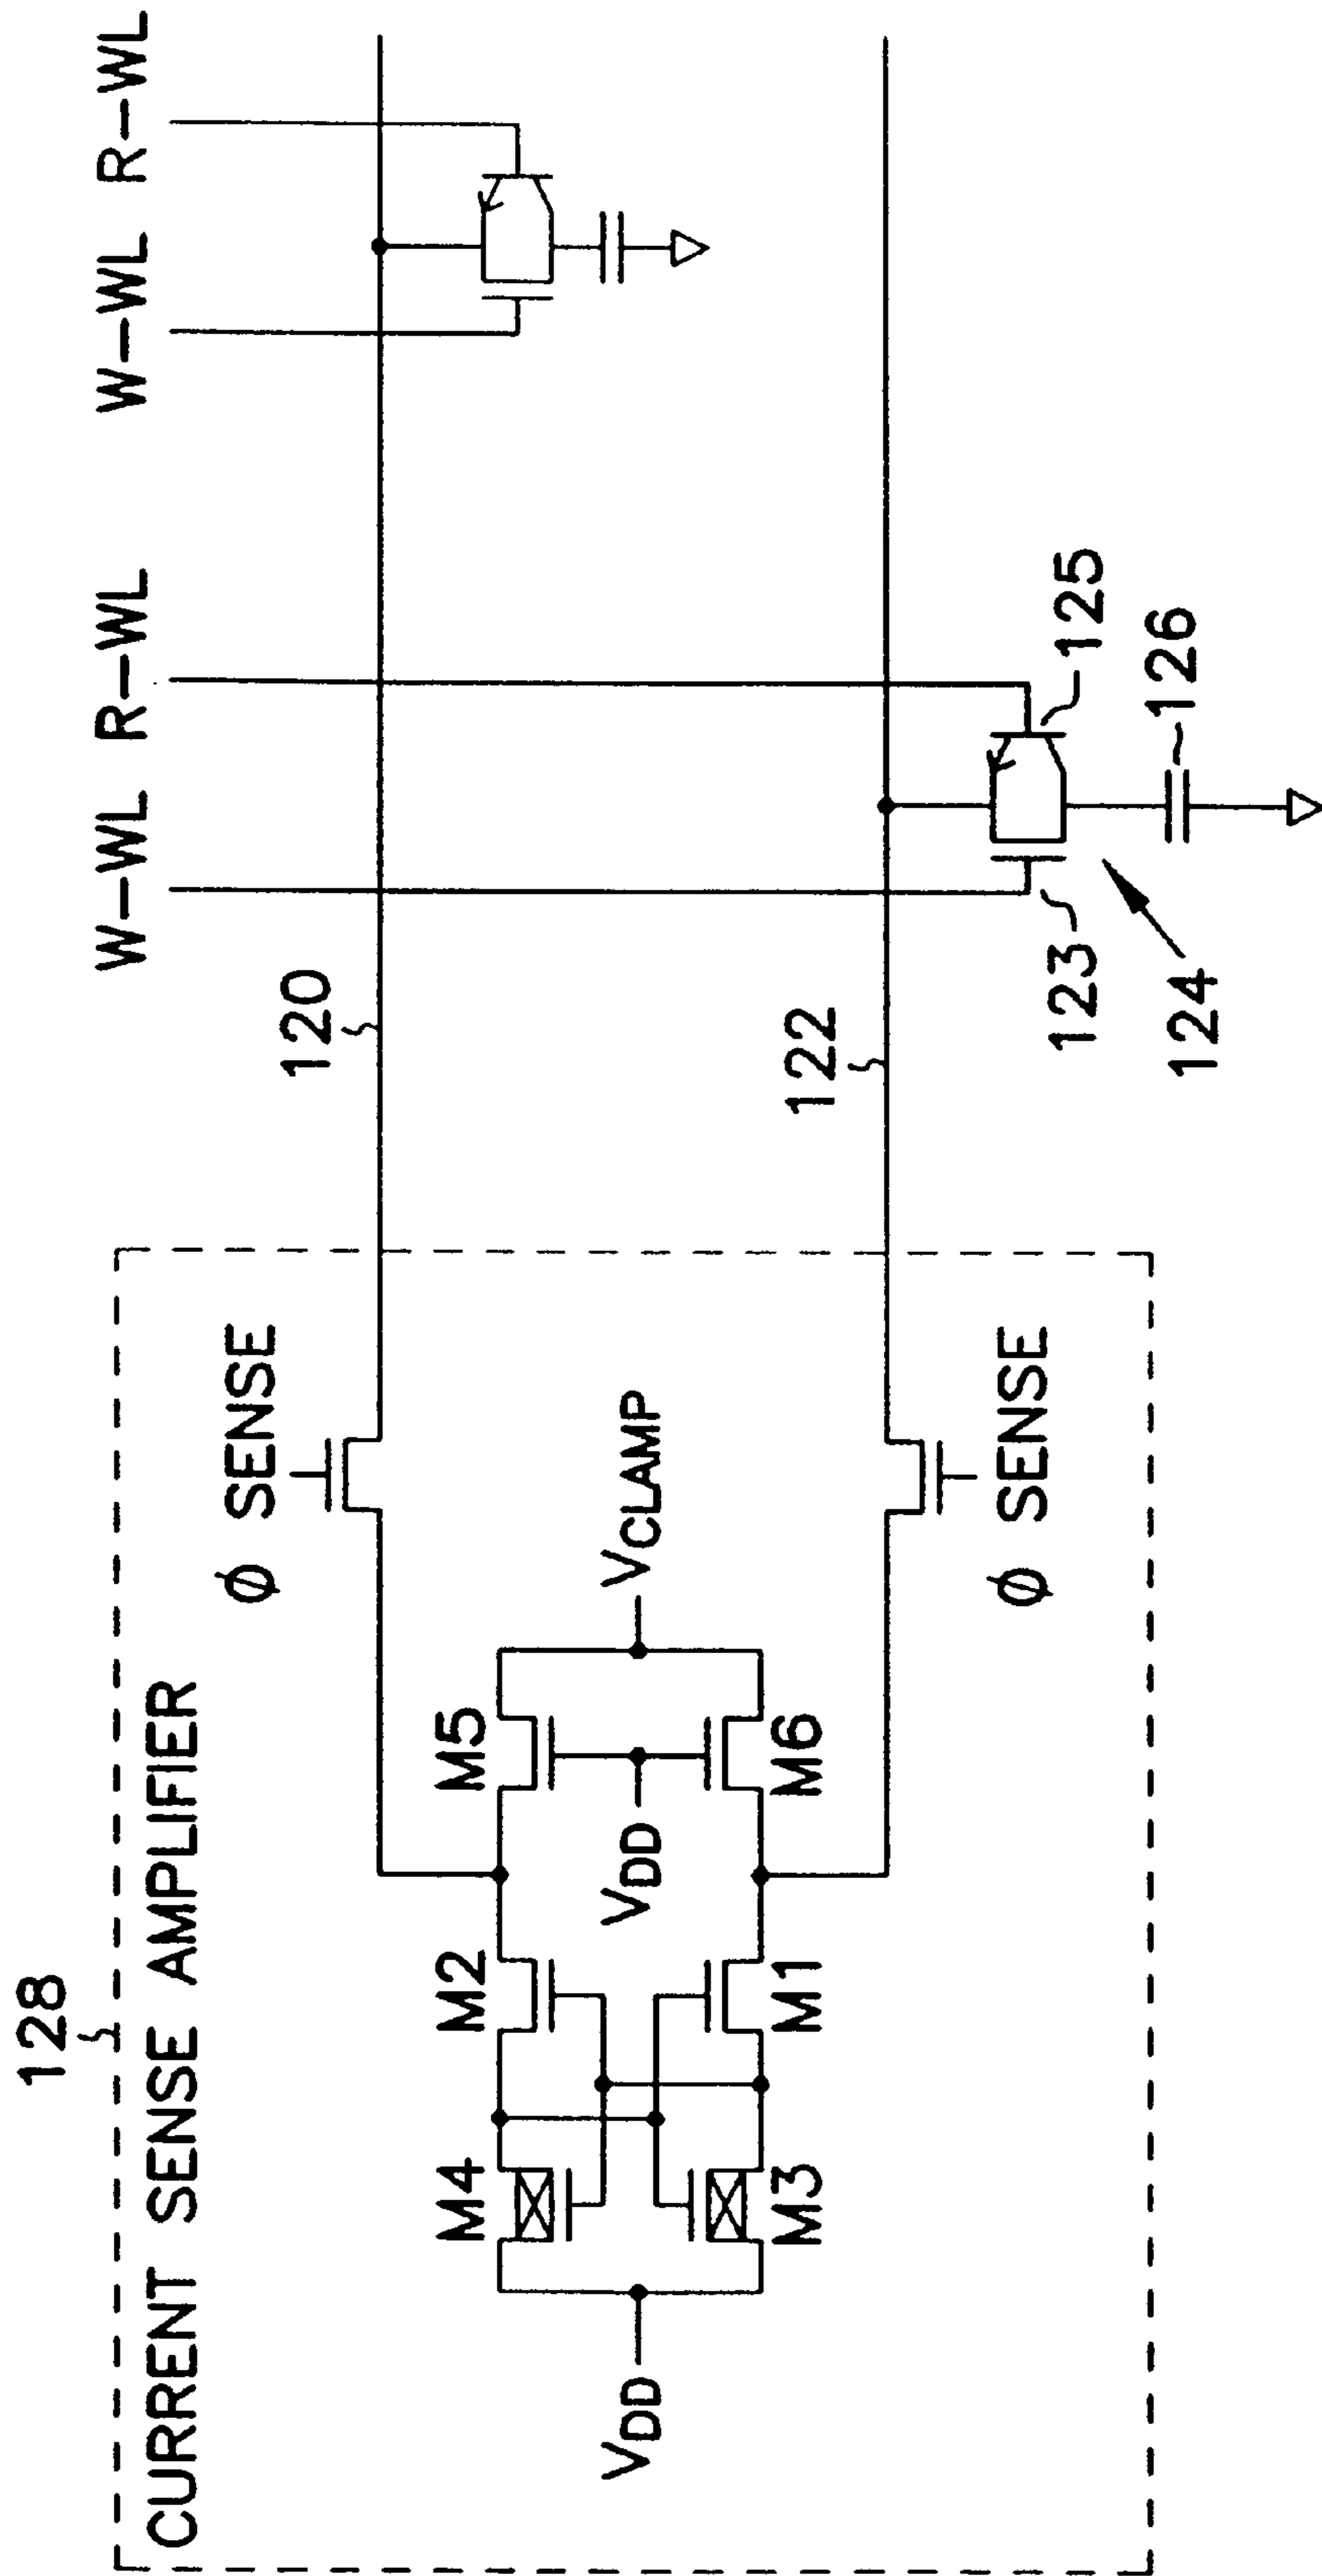 128
CURRENT SENSE AMPLIFIER
W-WL R-WL
W-WL R-WL
Φ SENSE
120
M4
M2
M5
VDD
VDD
VCLAMP
M3
M1
M6
122
Φ SENSE
123
125
124
126